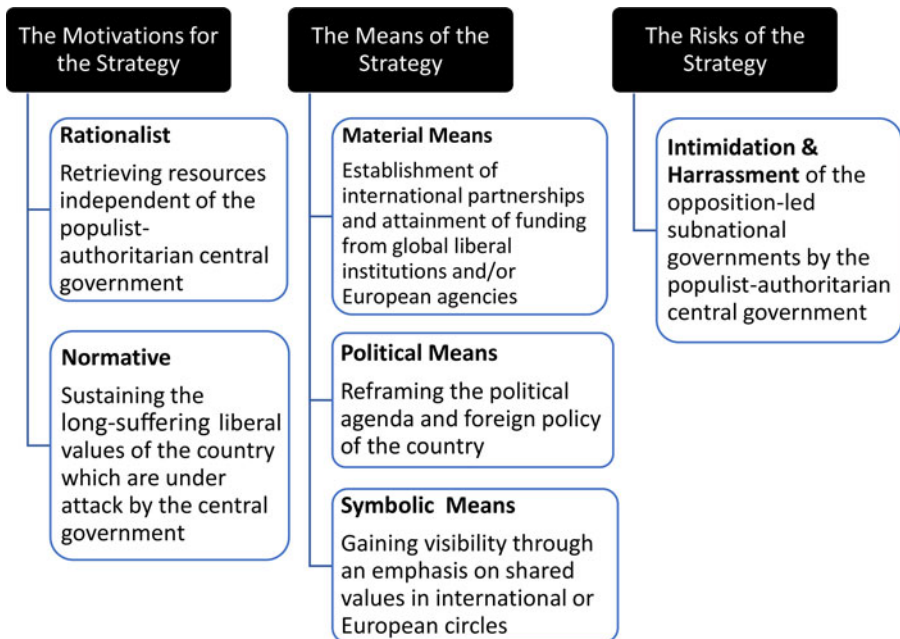 The Motivations for
the Strategy
Rationalist
Retrieving resources
independent of the
populist-
authoritarian central
government
Normative
Sustaining the
long-suffering liberal
values of the country
which are under
attack by the central
government
The Means of the
Strategy
Material Means
Establishment of
international partnerships
and attainment of funding
from global liberal
institutions and/or
European agencies
Political Means
Reframing the political
agenda and foreign policy
of the country
Symbolic Means
Gaining visibility through
an emphasis on shared
values in international or
European circles
The Risks of the
Strategy
Intimidation &
Harrassment of the
opposition-led
subnational
governments by the
populist-authoritarian
central government